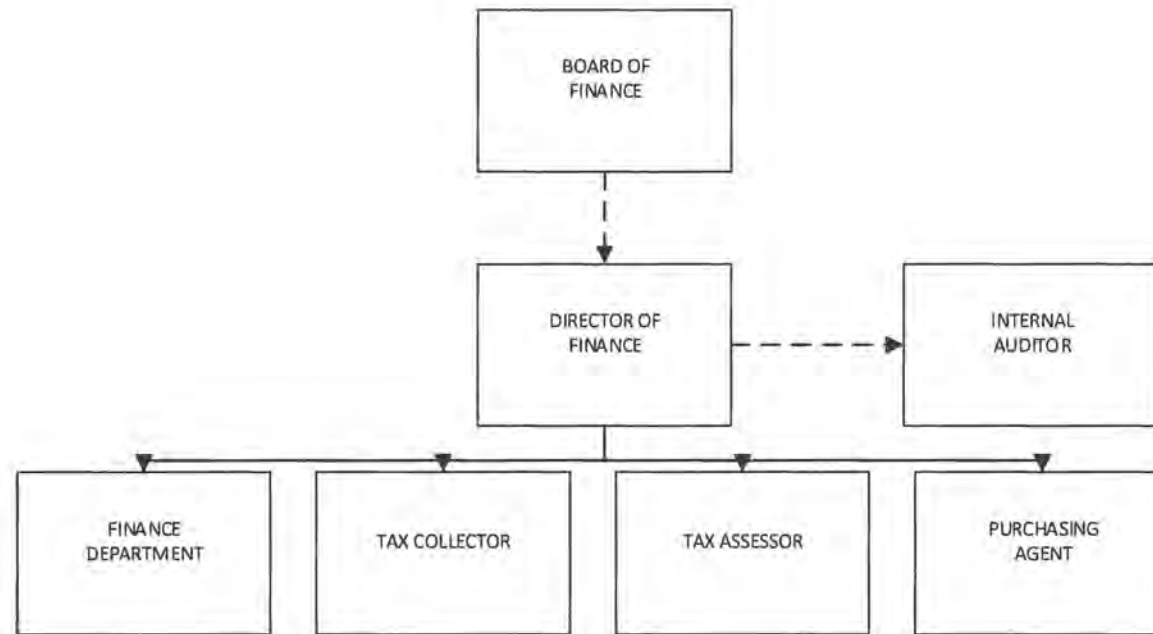 BOARD OF
FINANCE
DIRECTOR OF
FINANCE
INTERNAL
AUDITOR
FINANCE
DEPARTMENT
TAX COLLECTOR
TAX ASSESSOR
PURCHASING
AGENT